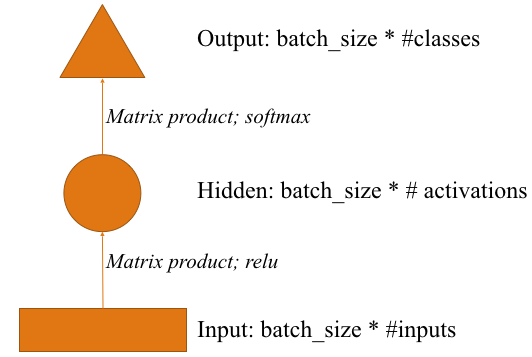 Output: batch_size * #classes
Matrix product; softmax
Hidden: batch_size * # activations
Matrix product; relu
Input: batch_size * #inputs